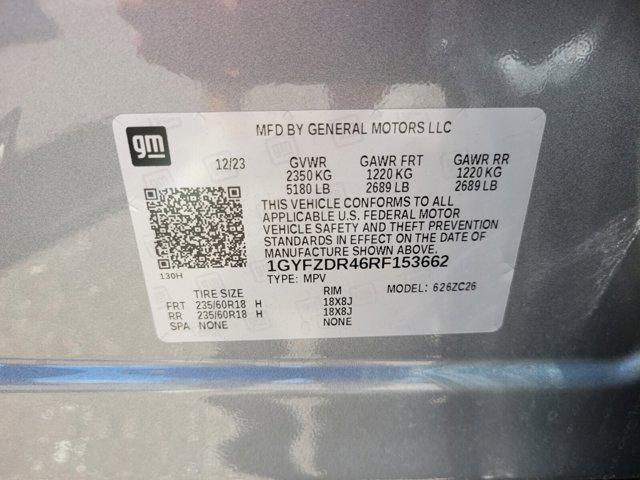 gm
MFD BY GENERAL MOTORS LLC
12/23 GVWR GAWR FRT GAWR RR
2350 KG 1220 KG 1220 KG
5180 LB 2689 LB 2689 LB
THIS VEHICLE CONFORMS TO ALL
APPLICABLE U.S. FEDERAL MOTOR
VEHICLE SAFETY AND THEFT PREVENTION
STANDARDS IN EFFECT ON THE DATE OF
MANUFACTURE SHOWN ABOVE.
130H 1GYFZDR46RF153662
TYPE: MPV MODEL: 626ZC26
TIRE SIZE RIM
FRT 235/60R18 H 18X8J
RR 235/60R18 H 18X8J
SPA NONE NONE